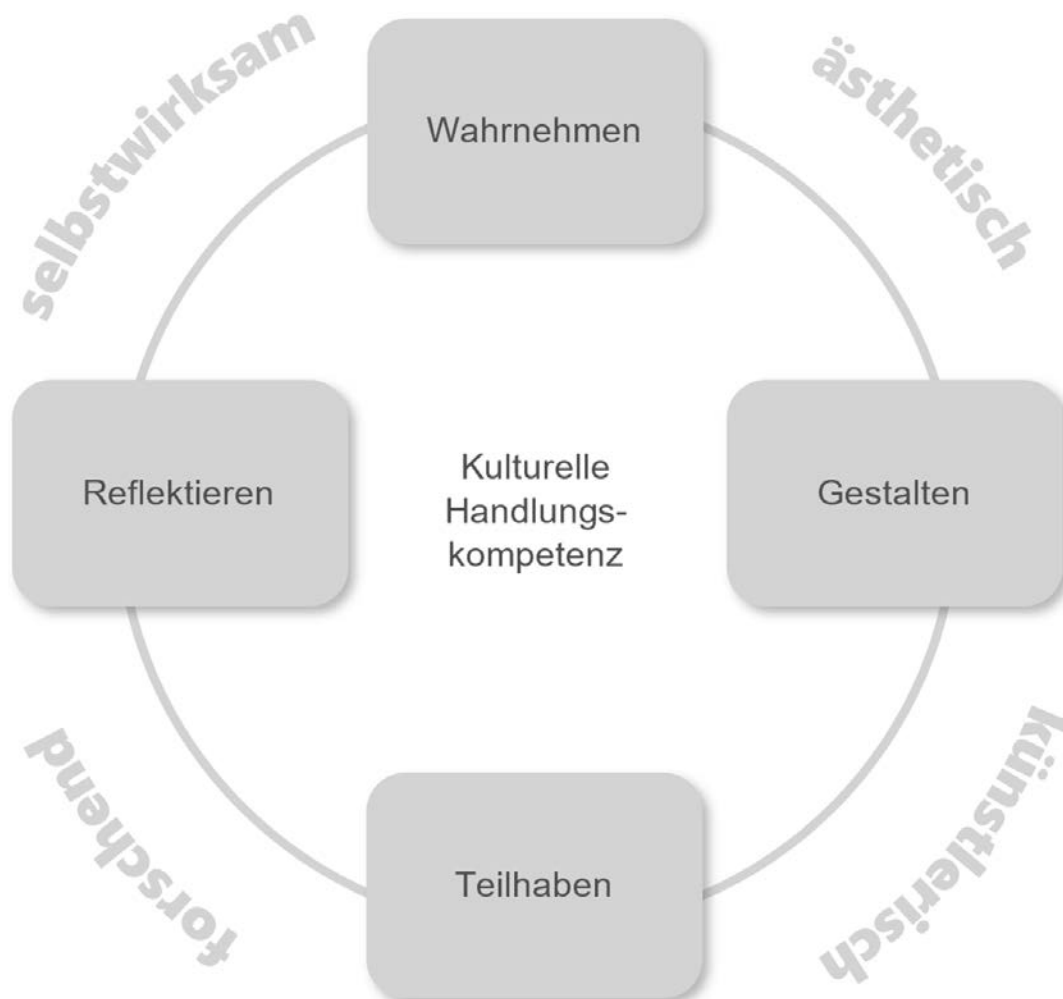 selbstwirksam
Wahrnehmen
ästhetisch
Reflektieren
Kulturelle
Handlungs-
kompetenz
Gestalten
forschend
Teilhaben
künstlerisch